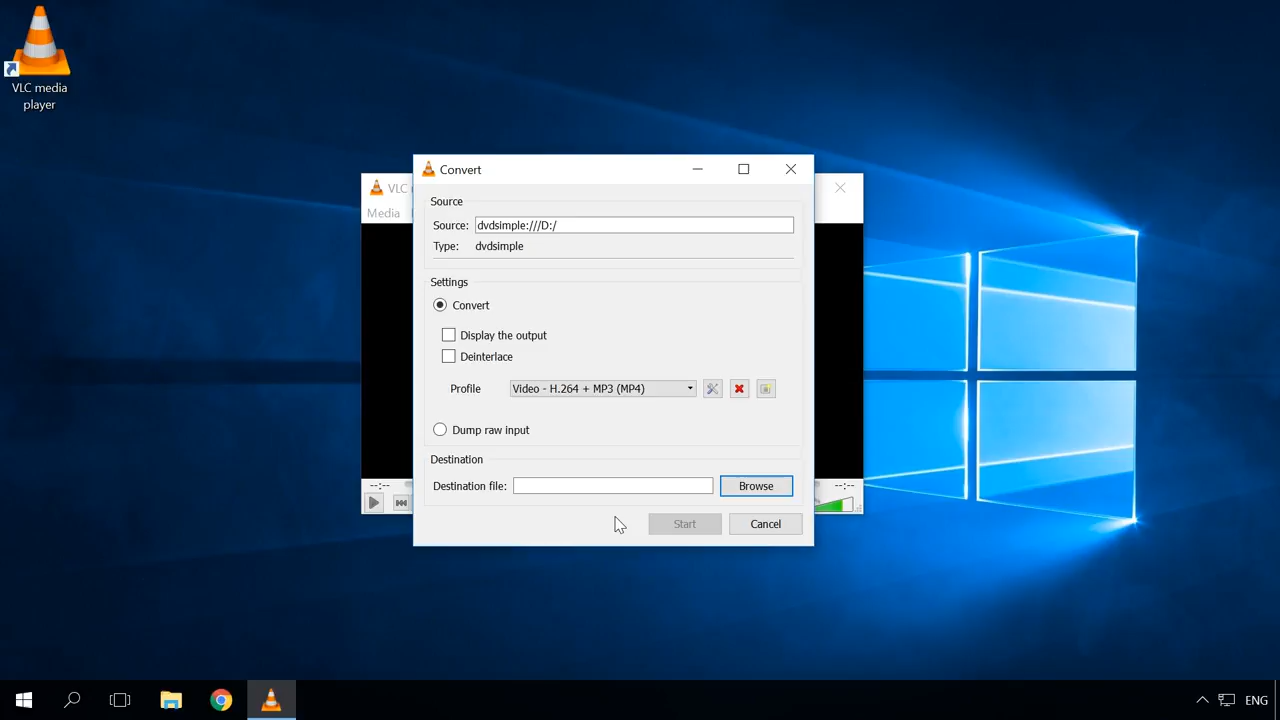 VLC media
player
Convert
VLC
Media
Source
Source: dvdsimple:///D:/
Type: dvdsimple
Settings
Convert
Display the output
Deinterlace
Profile Video - H.264 + MP3 (MP4)
Dump raw input
Destination
Destination file: Browse
--:-- --:--
Start Cancel
ENG